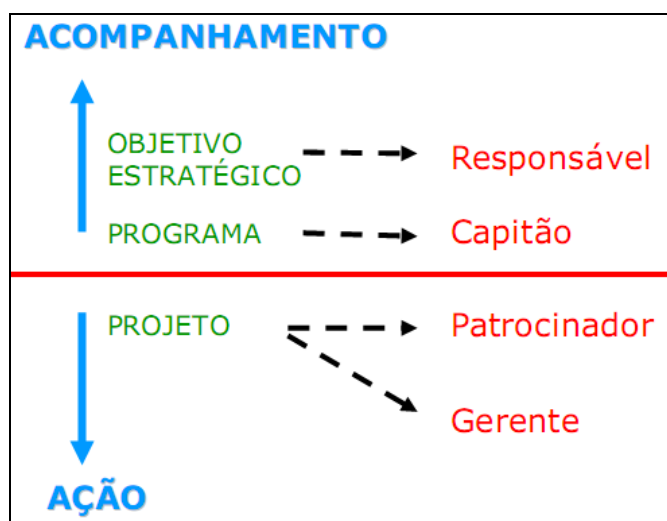 ACOMPANHAMENTO
OBJETIVO
ESTRATÉGICO
Responsável
PROGRAMA
Capitão
PROJETO
Patrocinador
Gerente
AÇÃO